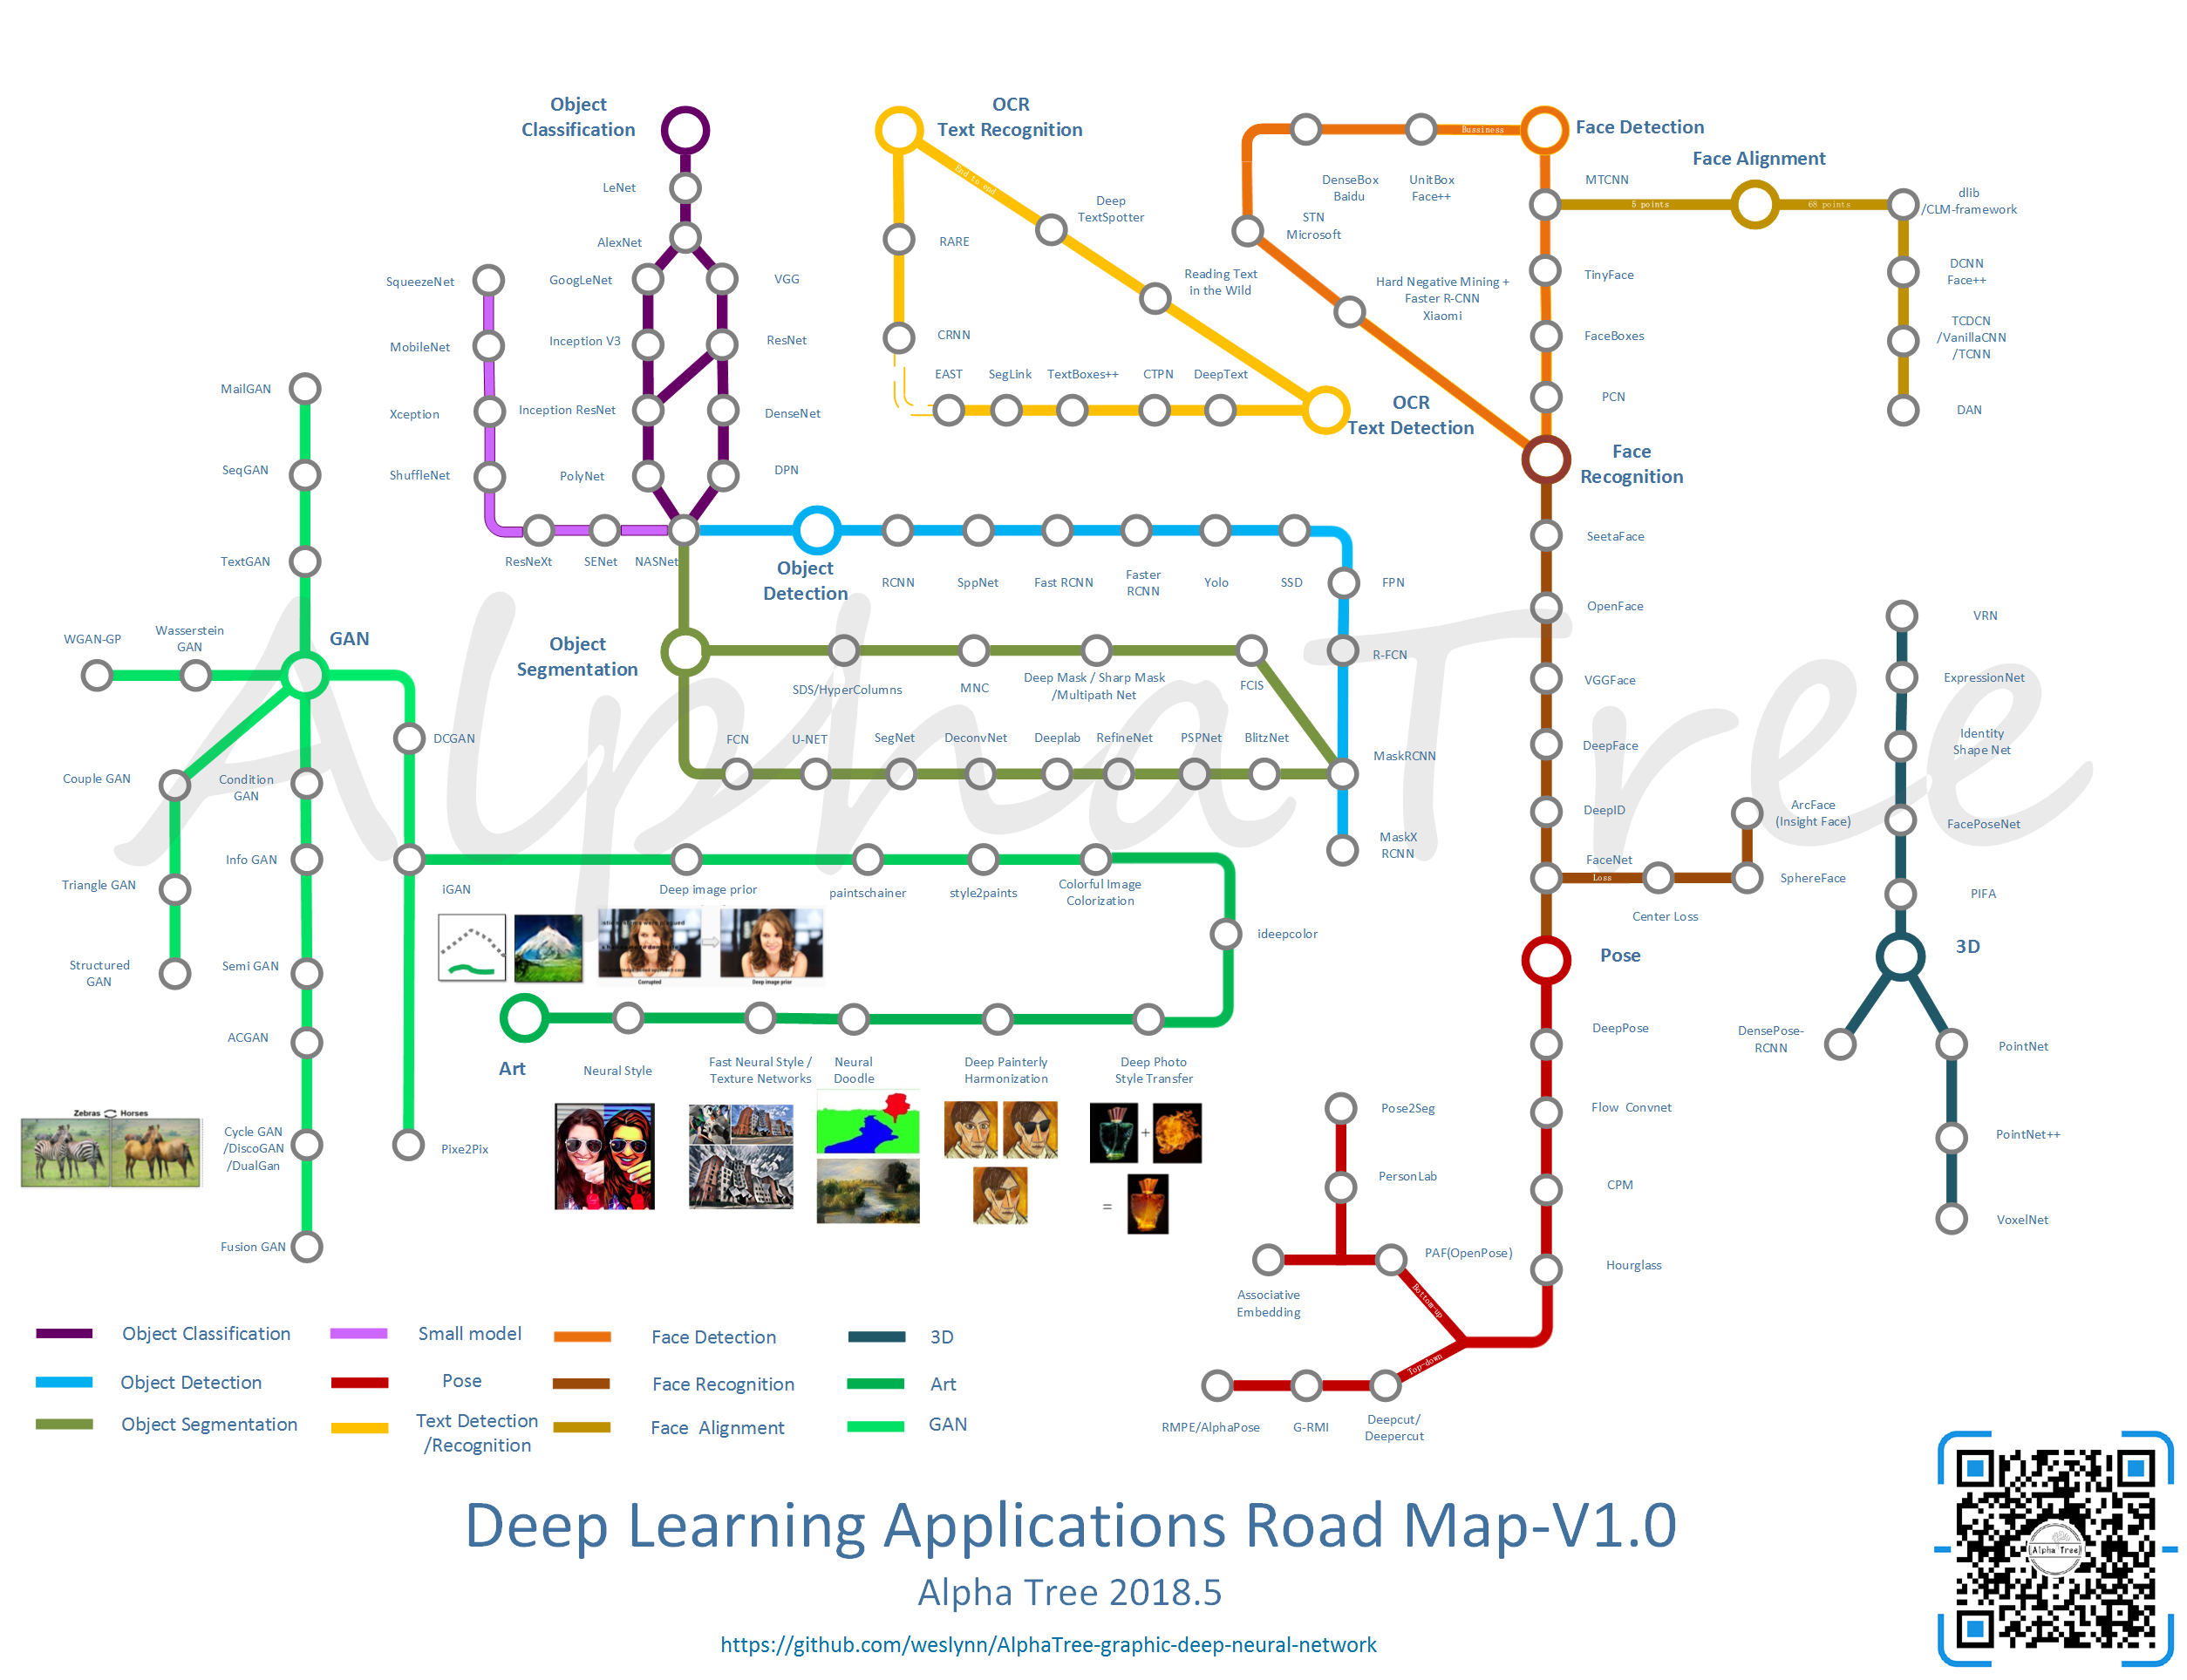 Object
Classification
OCR
Text Recognition
Face Detection
Bussiness
Face Alignment
LeNet
AlexNet
GoogLeNet
VGG
Inception V3
ResNet
Inception ResNet
DenseNet
PolyNet
DPN
SqueezeNet
MobileNet
Xception
ShuffleNet
ResNeXt
SENet
NASNet
End to end
Deep
TextSpotter
RARE
Reading Text
in the Wild
CRNN
EAST
SegLink
TextBoxes++
CTPN
DeepText
OCR
Text Detection
DenseBox
Baidu
UnitBox
Face++
STN
Microsoft
Hard Negative Mining +
Faster R-CNN
Xiaomi
MTCNN
5 points
68 points
dlib
/CLM-framework
TinyFace
DCNN
Face++
FaceBoxes
TCDCN
/VanillaCNN
/TCNN
PCN
DAN
Face
Recognition
SeetaFace
OpenFace
VGGFace
DeepFace
DeepID
FaceNet
Loss
Center Loss
SphereFace
ArcFace
(Insight Face)
Object
Detection
RCNN
SppNet
Fast RCNN
Faster
RCNN
Yolo
SSD
FPN
R-FCN
MaskRCNN
MaskX
RCNN
Object
Segmentation
SDS/HyperColumns
MNC
Deep Mask / Sharp Mask
/Multipath Net
FCIS
FCN
U-NET
SegNet
DeconvNet
Deeplab
RefineNet
PSPNet
BlitzNet
MailGAN
SeqGAN
TextGAN
GAN
WGAN-GP
Wasserstein
GAN
DCGAN
Couple GAN
Condition
GAN
Triangle GAN
Info GAN
Structured
GAN
Semi GAN
ACGAN
Zebras Horses
Cycle GAN
/DiscoGAN
/DualGan
Pixe2Pix
Fusion GAN
iGAN
Deep image prior
Corrupted
Deep image prior
paintschainer
style2paints
Colorful Image
Colorization
ideepcolor
Art
Neural Style
Fast Neural Style /
Texture Networks
Neural
Doodle
Deep Painterly
Harmonization
Deep Photo
Style Transfer
+
=
VRN
ExpressionNet
Identity
Shape Net
FacePoseNet
PIFA
3D
DensePose-
RCNN
PointNet
PointNet++
VoxelNet
Pose
DeepPose
Flow Convnet
CPM
Hourglass
Pose2Seg
PersonLab
PAF(OpenPose)
Associative
Embedding
Bottom-up
Top-down
RMPE/AlphaPose
G-RMI
Deepcut/
Deepercut
Alpha Tree
Object Classification
Small model
Face Detection
3D
Object Detection
Pose
Face Recognition
Art
Object Segmentation
Text Detection
/Recognition
Face Alignment
GAN
Deep Learning Applications Road Map-V1.0
Alpha Tree 2018.5
https://github.com/weslynn/AlphaTree-graphic-deep-neural-network
Alpha Tree